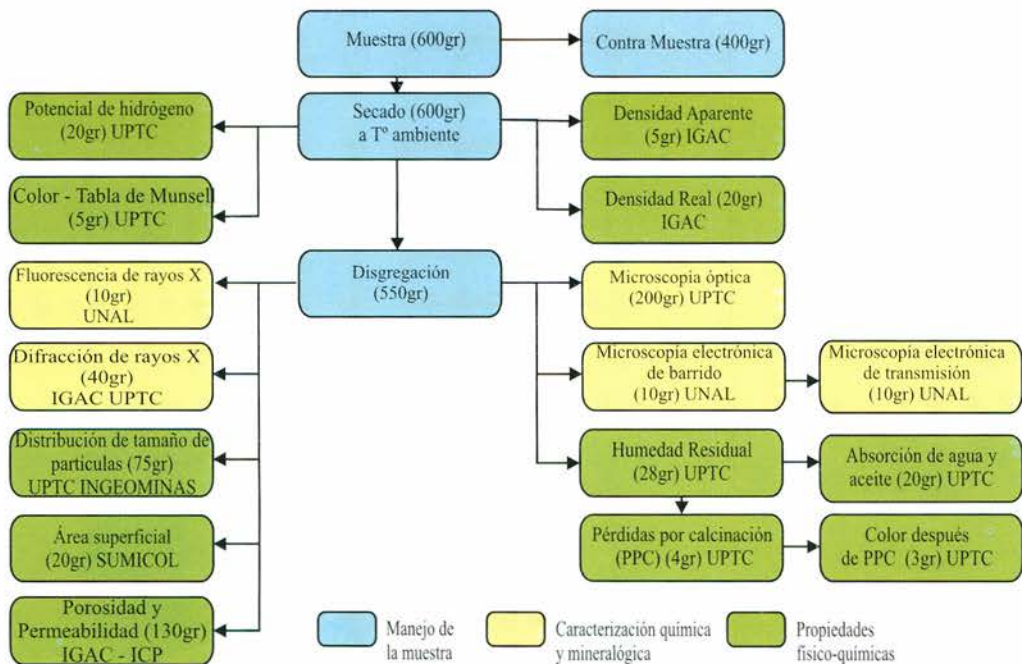 Muestra (600gr)
Contra Muestra (400gr)
Potencial de hidrógeno
(20gr) UPTC
Secado (600gr)
a Tº ambiente
Densidad Aparente
(5gr) IGAC
Color - Tabla de Munsell
(5gr) UPTC
Densidad Real (20gr)
IGAC
Fluorescencia de rayos X
(10gr)
UNAL
Disgregación
(550gr)
Microscopia óptica
(200gr) UPTC
Difracción de rayos X
(40gr)
IGAC UPTC
Microscopía electrónica
de barrido
(10gr) UNAL
Microscopía electrónica
de transmisión
(10gr) UNAL
Distribución de tamaño de
particulas (75gr)
UPTC INGEOMINAS
Humedad Residual
(28gr) UPTC
Absorción de agua y
aceite (20gr) UPTC
Área superficial
(20gr) SUMICOL
Pérdidas por calcinación
(PPC) (4gr) UPTC
Color después
de PPC (3gr) UPTC
Porosidad y
Permeabilidad (130gr)
IGAC - ICP
Manejo de
la muestra
Caracterización química
y mineralógica
Propiedades
físico-químicas